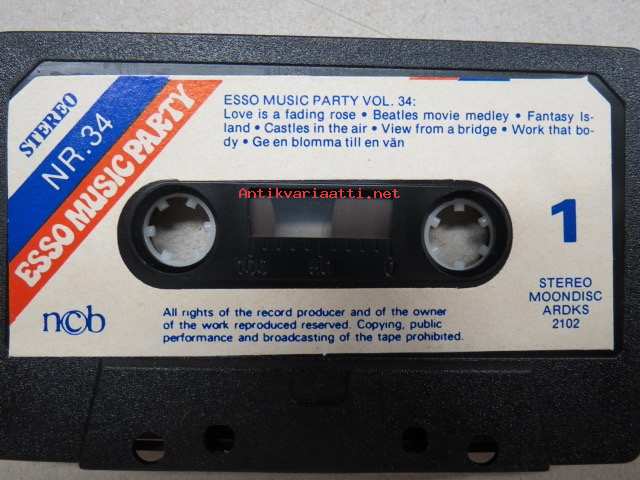 STEREO
NR. 34
ESSO MUSIC PARTY
ESSO MUSIC PARTY VOL. 34:
Love is a fading rose • Beatles movie medley • Fantasy Is-
land • Castles in the air • View from a bridge • Work that bo-
dy • Ge en blomma till en vän
Antikvariaatti.net
1
100 50 0
STEREO
MOONDISC
ARDKS
2102
ncb
All rights of the record producer and of the owner
of the work reproduced reserved. Copying, public
performance and broadcasting of the tape prohibited.